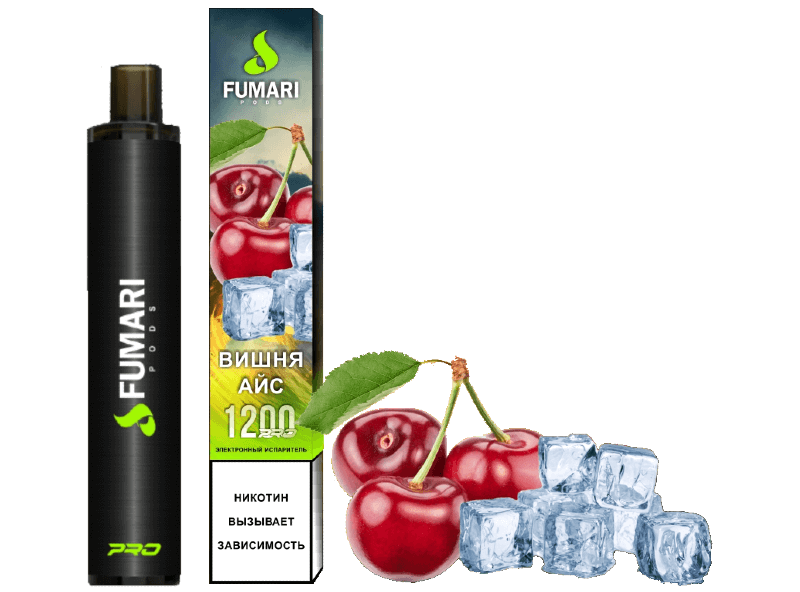 FUMARI
PODS
PRO
FUMARI
PODS
ВИШНЯ
АЙС
1200
PRO
ЭЛЕКТРОННЫЙ ИСПАРИТЕЛЬ
НИКОТИН
ВЫЗЫВАЕТ
ЗАВИСИМОСТЬ